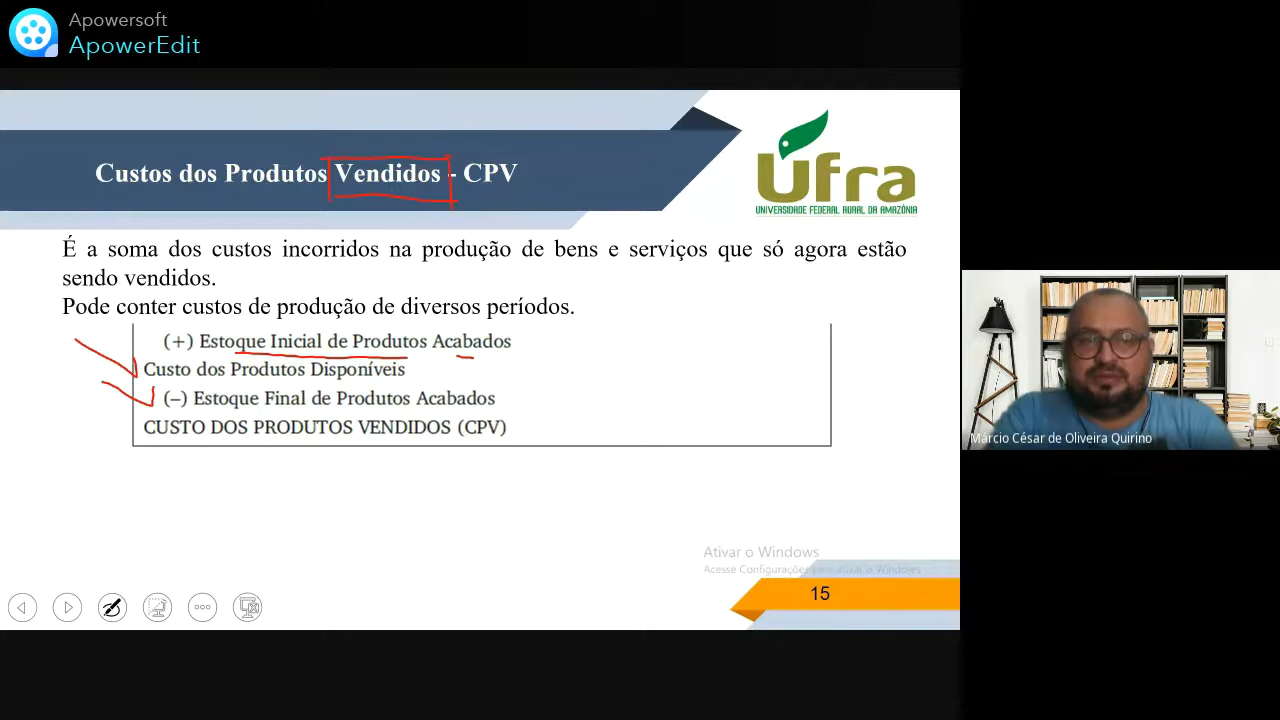 Apowersoft
ApowerEdit
Custos dos Produtos Vendidos - CPV
Ufra
UNIVERSIDADE FEDERAL RURAL DA AMAZÔNIA
É a soma dos custos incorridos na produção de bens e serviços que só agora estão
sendo vendidos.
Pode conter custos de produção de diversos períodos.
(+) Estoque Inicial de Produtos Acabados
Custo dos Produtos Disponíveis
(–) Estoque Final de Produtos Acabados
CUSTO DOS PRODUTOS VENDIDOS (CPV)
Márcio César de Oliveira Quirino
Ativar o Windows
Acesse Configurações para ativar o Windows
15